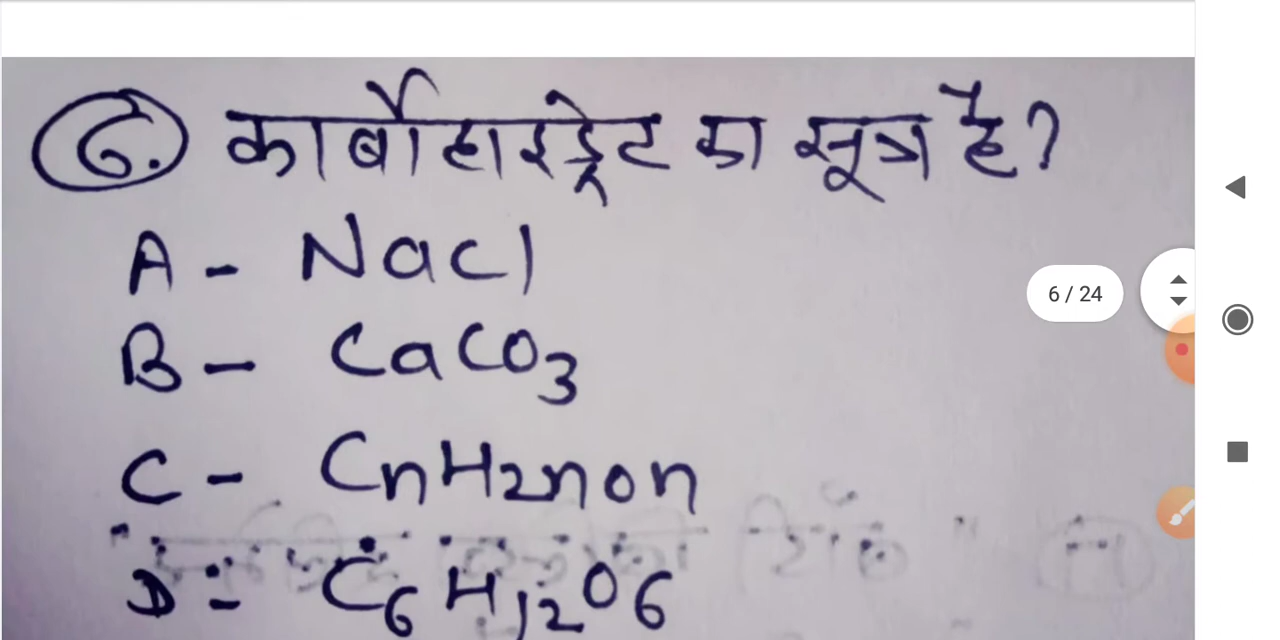 6. कार्बोहाइड्रेट का सूत्र है?
A - NaCl
B - CaCO3
6 / 24
C - CnH2nOn
D - C6H12O6